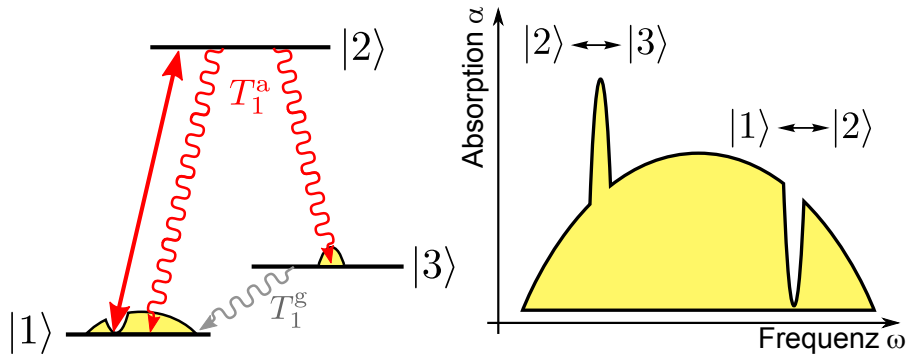 |2⟩
T₁ᵃ
|3⟩
T₁ᵍ
|1⟩
Absorption α
|2⟩ ↔ |3⟩
|1⟩ ↔ |2⟩
Frequenz ω